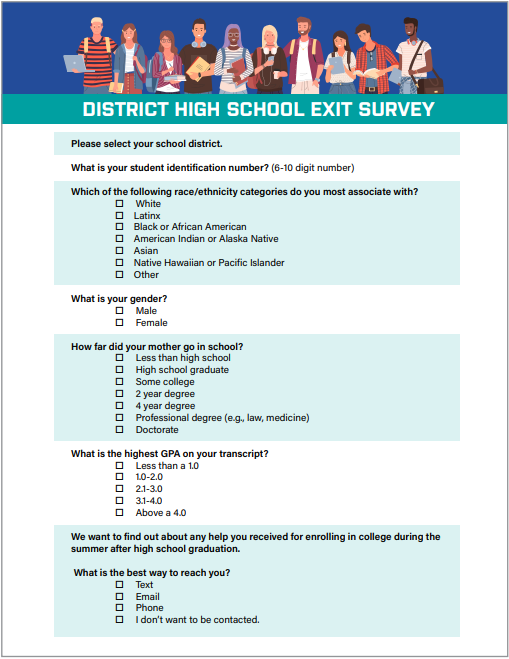 DISTRICT HIGH SCHOOL EXIT SURVEY
Please select your school district.
What is your student identification number? (6-10 digit number)
Which of the following race/ethnicity categories do you most associate with?
White
Latinx
Black or African American
American Indian or Alaska Native
Asian
Native Hawaiian or Pacific Islander
Other
What is your gender?
Male
Female
How far did your mother go in school?
Less than high school
High school graduate
Some college
2 year degree
4 year degree
Professional degree (e.g., law, medicine)
Doctorate
What is the highest GPA on your transcript?
Less than a 1.0
1.0-2.0
2.1-3.0
3.1-4.0
Above a 4.0
We want to find out about any help you received for enrolling in college during the
summer after high school graduation.
What is the best way to reach you?
Text
Email
Phone
I don't want to be contacted.